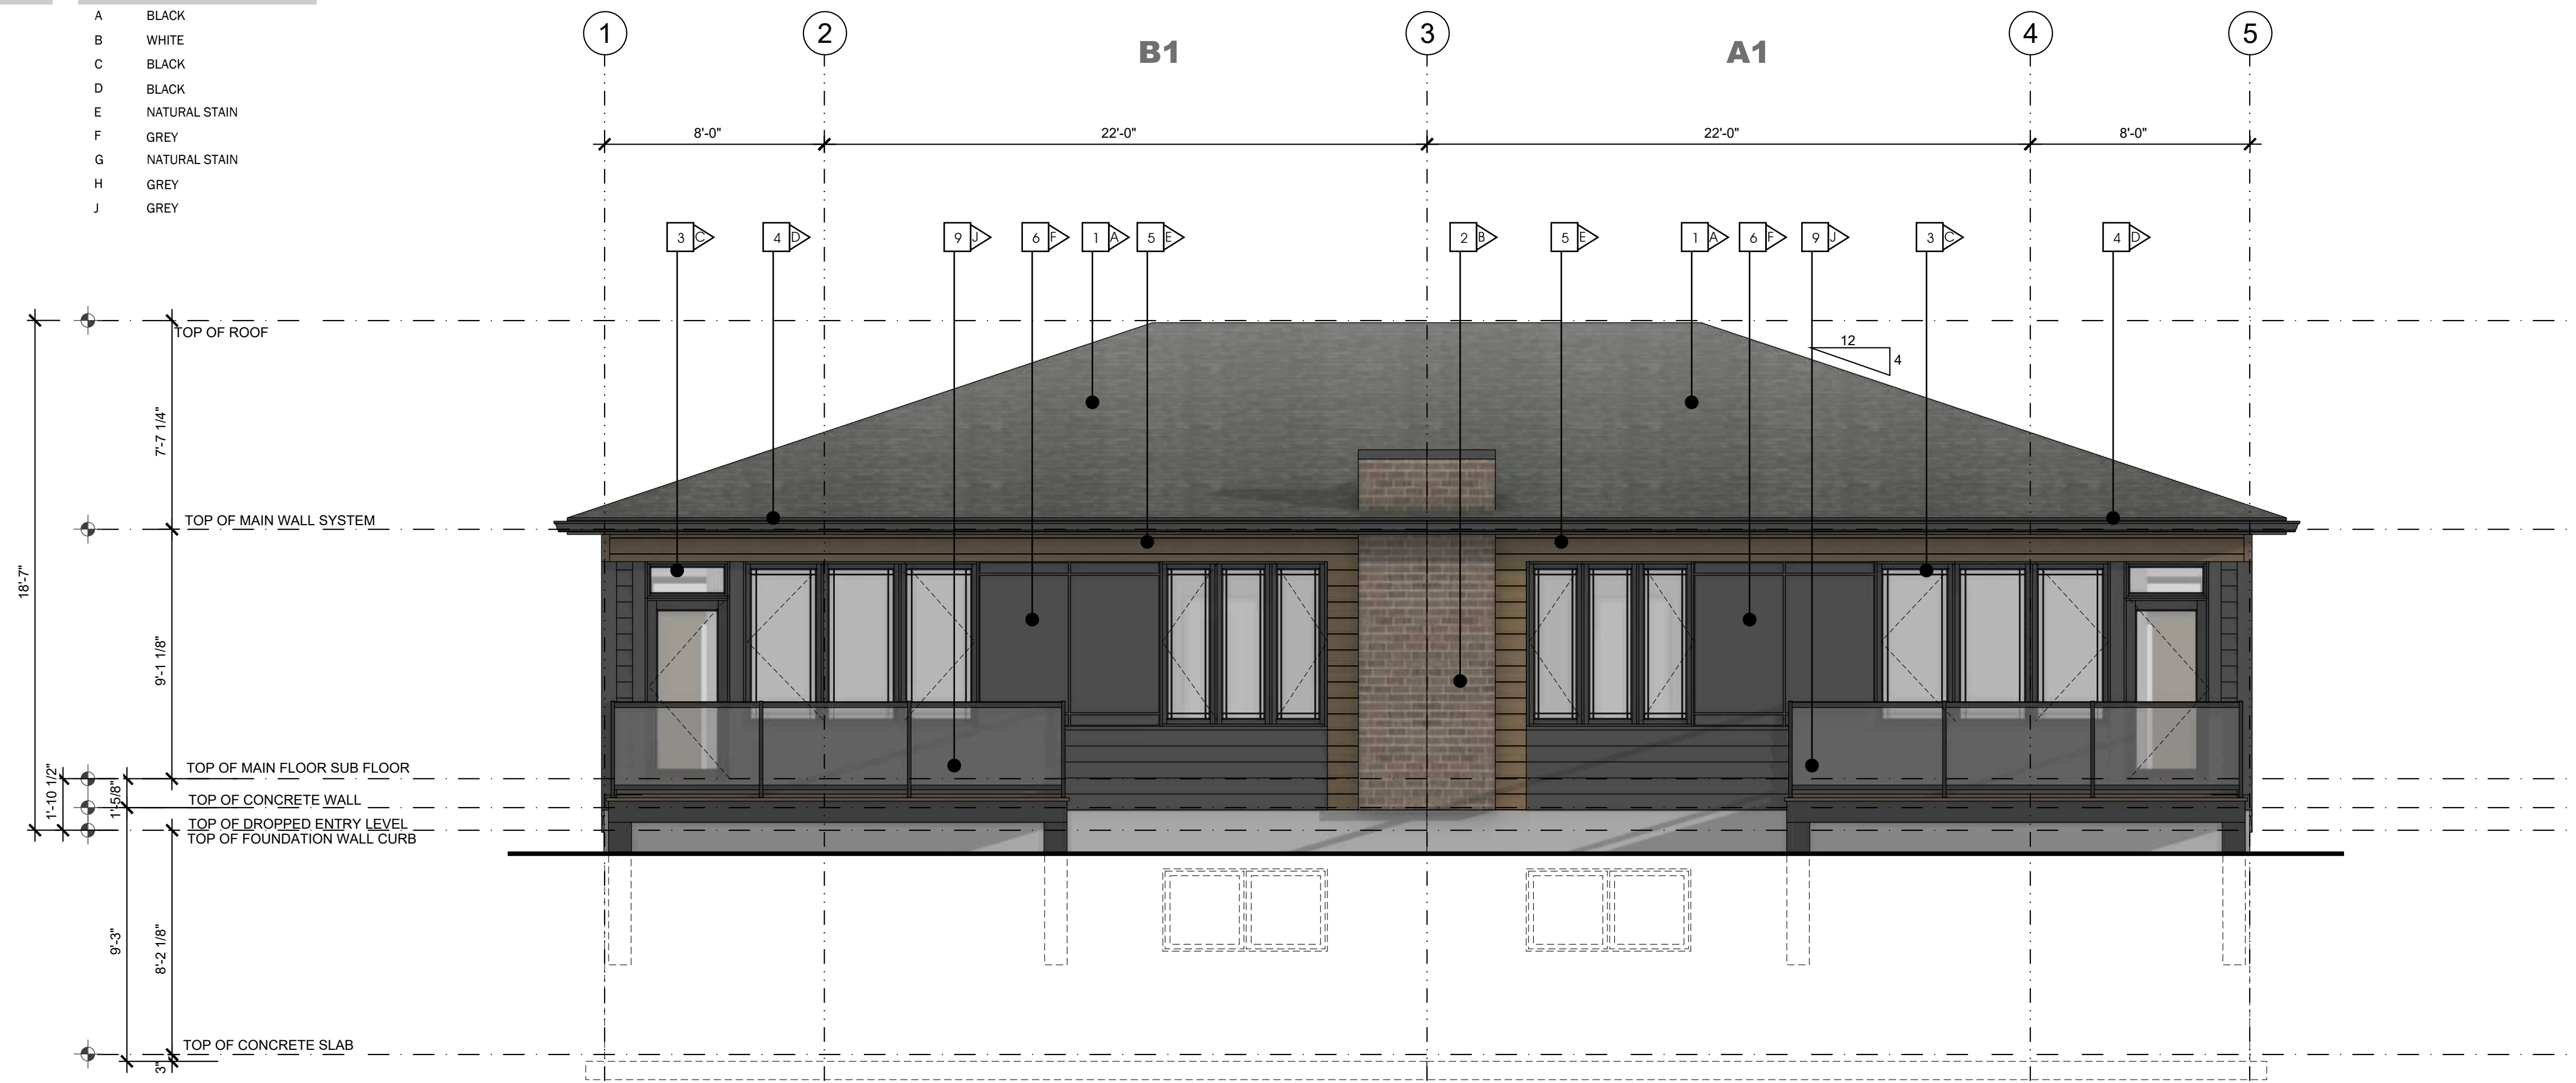 A BLACK
B WHITE
C BLACK
D BLACK
E NATURAL STAIN
F GREY
G NATURAL STAIN
H GREY
J GREY
1 2 3 4 5
B1 A1
8'-0" 22'-0" 22'-0" 8'-0"
3 C 4 D 9 J 6 F 1 A 5 E 2 B 5 E 1 A 6 F 9 J 3 C 4 D
TOP OF ROOF
12
4
7'-7 1/4"
TOP OF MAIN WALL SYSTEM
18'-7"
9'-1 1/8"
TOP OF MAIN FLOOR SUB FLOOR
1'-10 1/2"
1'-5/8"
TOP OF CONCRETE WALL
TOP OF DROPPED ENTRY LEVEL
TOP OF FOUNDATION WALL CURB
9'-3"
8'-2 1/8"
TOP OF CONCRETE SLAB
3"